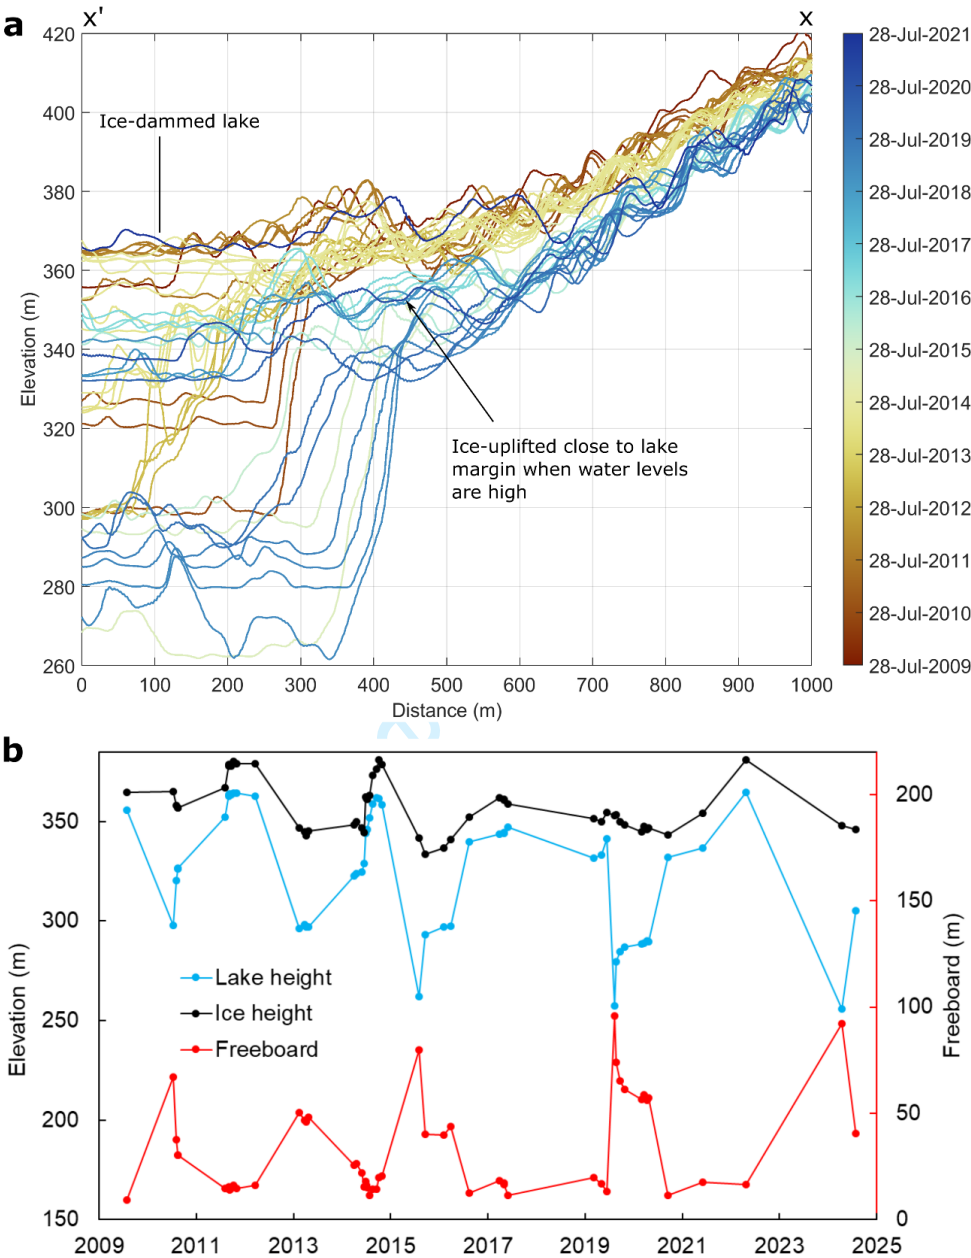 a
x'
x
420
400
380
360
340
320
300
280
260
Elevation (m)
Ice-dammed lake
Ice-uplifted close to lake
margin when water levels
are high
0 100 200 300 400 500 600 700 800 900 1000
Distance (m)
28-Jul-2021
28-Jul-2020
28-Jul-2019
28-Jul-2018
28-Jul-2017
28-Jul-2016
28-Jul-2015
28-Jul-2014
28-Jul-2013
28-Jul-2012
28-Jul-2011
28-Jul-2010
28-Jul-2009
b
350
300
250
200
150
Elevation (m)
Lake height
Ice height
Freeboard
200
150
100
50
0
Freeboard (m)
2009 2011 2013 2015 2017 2019 2021 2023 2025